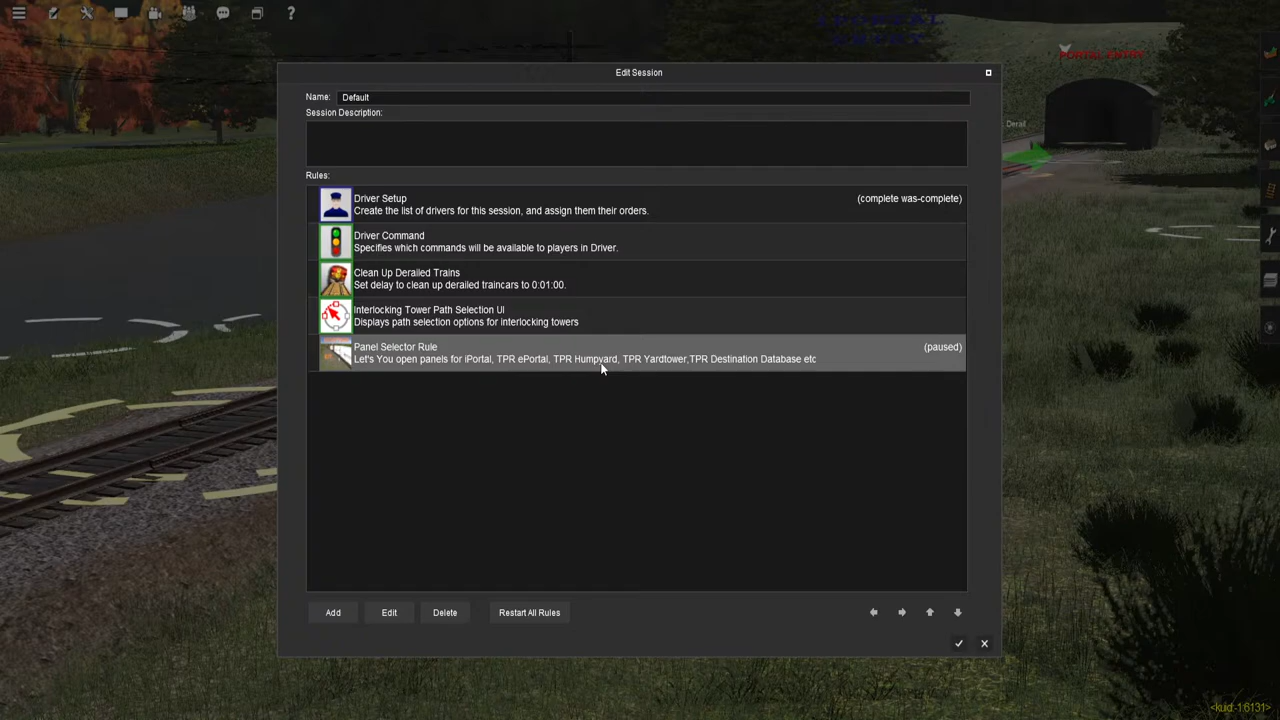 Edit Session
Name: Default
Session Description:
Rules:
Driver Setup (complete was-complete)
Create the list of drivers for this session, and assign them their orders.
Driver Command
Specifies which commands will be available to players in Driver.
Clean Up Derailed Trains
Set delay to clean up derailed traincars to 0:01:00.
Interlocking Tower Path Selection UI
Displays path selection options for interlocking towers
Panel Selector Rule (paused)
Let's You open panels for iPortal, TPR ePortal, TPR Humpyard, TPR Yardtower,TPR Destination Database etc
Add Edit Delete Restart All Rules
PORTAL ENTRY
Derail
<kuid:-1:6131>